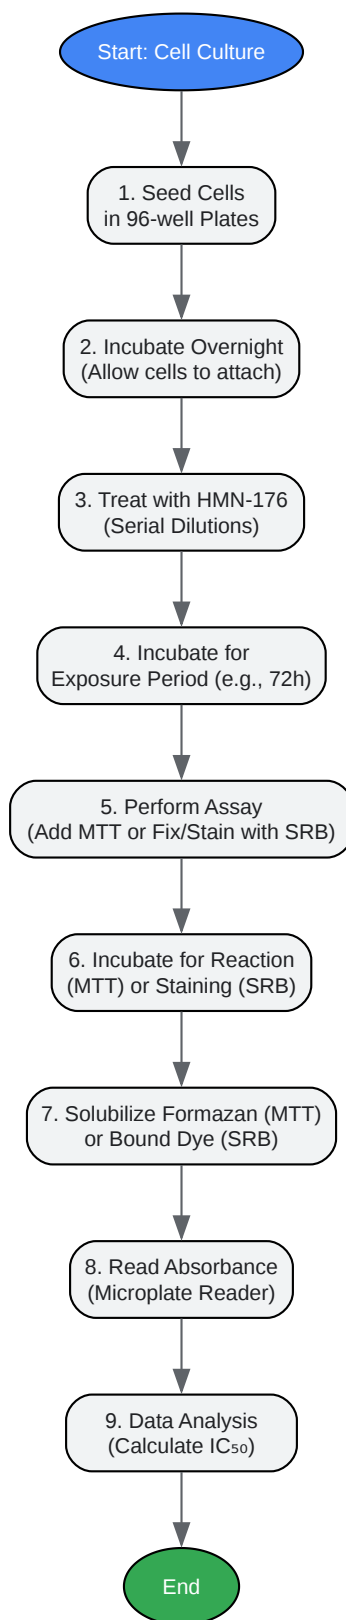 Start: Cell Culture
1. Seed Cells
in 96-well Plates
2. Incubate Overnight
(Allow cells to attach)
3. Treat with HMN-176
(Serial Dilutions)
4. Incubate for
Exposure Period (e.g., 72h)
5. Perform Assay
(Add MTT or Fix/Stain with SRB)
6. Incubate for Reaction
(MTT) or Staining (SRB)
7. Solubilize Formazan (MTT)
or Bound Dye (SRB)
8. Read Absorbance
(Microplate Reader)
9. Data Analysis
(Calculate IC₅₀)
End